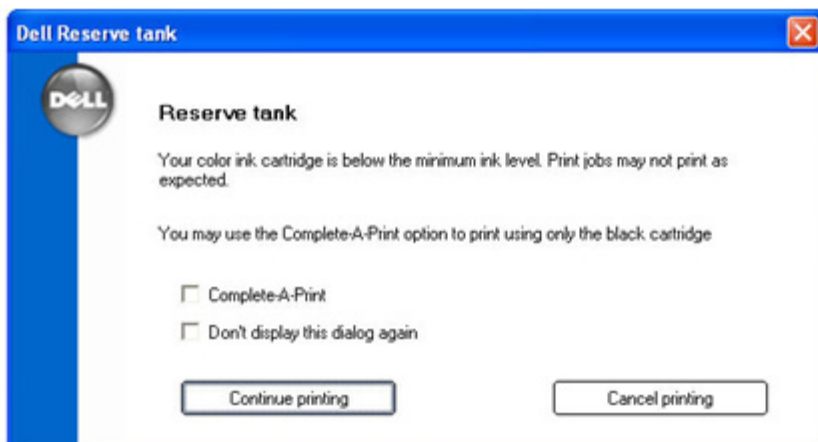 Dell Reserve tank
DELL
Reserve tank
Your color ink cartridge is below the minimum ink level. Print jobs may not print as
expected.
You may use the Complete-A-Print option to print using only the black cartridge
Complete-A-Print
Don't display this dialog again
Continue printing
Cancel printing